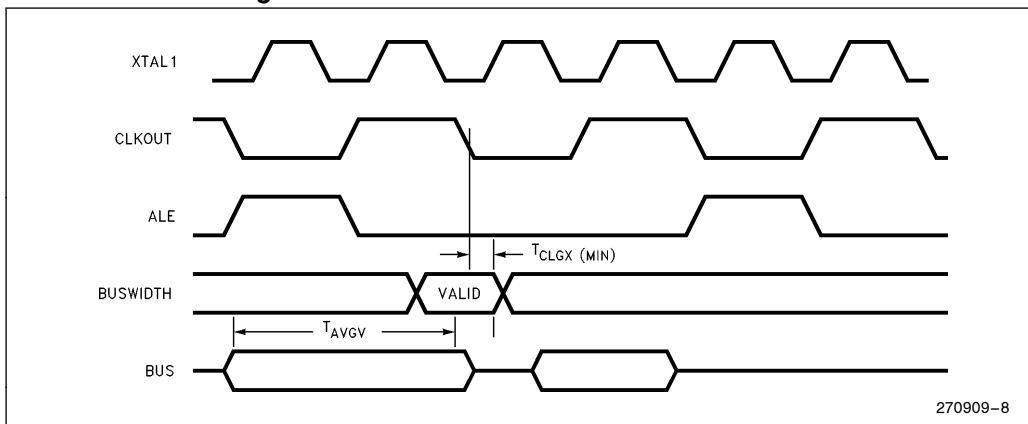 XTAL1
CLKOUT
ALE
T_CLGX (MIN)
BUSWIDTH
VALID
T_AVGV
BUS
270909–8